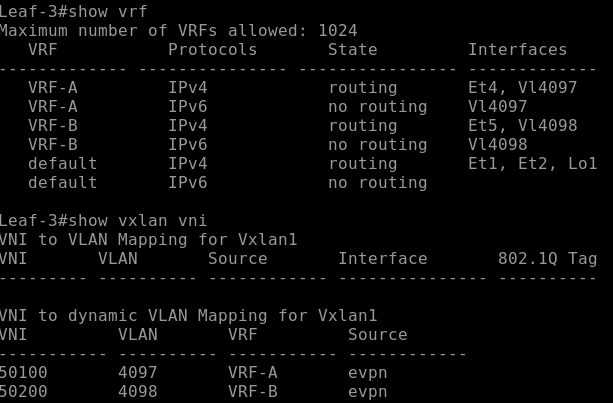 Leaf-3#show vrf
Maximum number of VRFs allowed: 1024
   VRF           Protocols       State            Interfaces
------------- --------------- ---------------- -------------
   VRF-A         IPv4            routing          Et4, Vl4097
   VRF-A         IPv6            no routing       Vl4097
   VRF-B         IPv4            routing          Et5, Vl4098
   VRF-B         IPv6            no routing       Vl4098
   default       IPv4            routing          Et1, Et2, Lo1
   default       IPv6            no routing
Leaf-3#show vxlan vni
VNI to VLAN Mapping for Vxlan1
VNI       VLAN       Source       Interface       802.1Q Tag
--------- ---------- ------------ --------------- ----------
VNI to dynamic VLAN Mapping for Vxlan1
VNI         VLAN       VRF         Source
----------- ---------- ----------- ------------
50100       4097       VRF-A       evpn
50200       4098       VRF-B       evpn